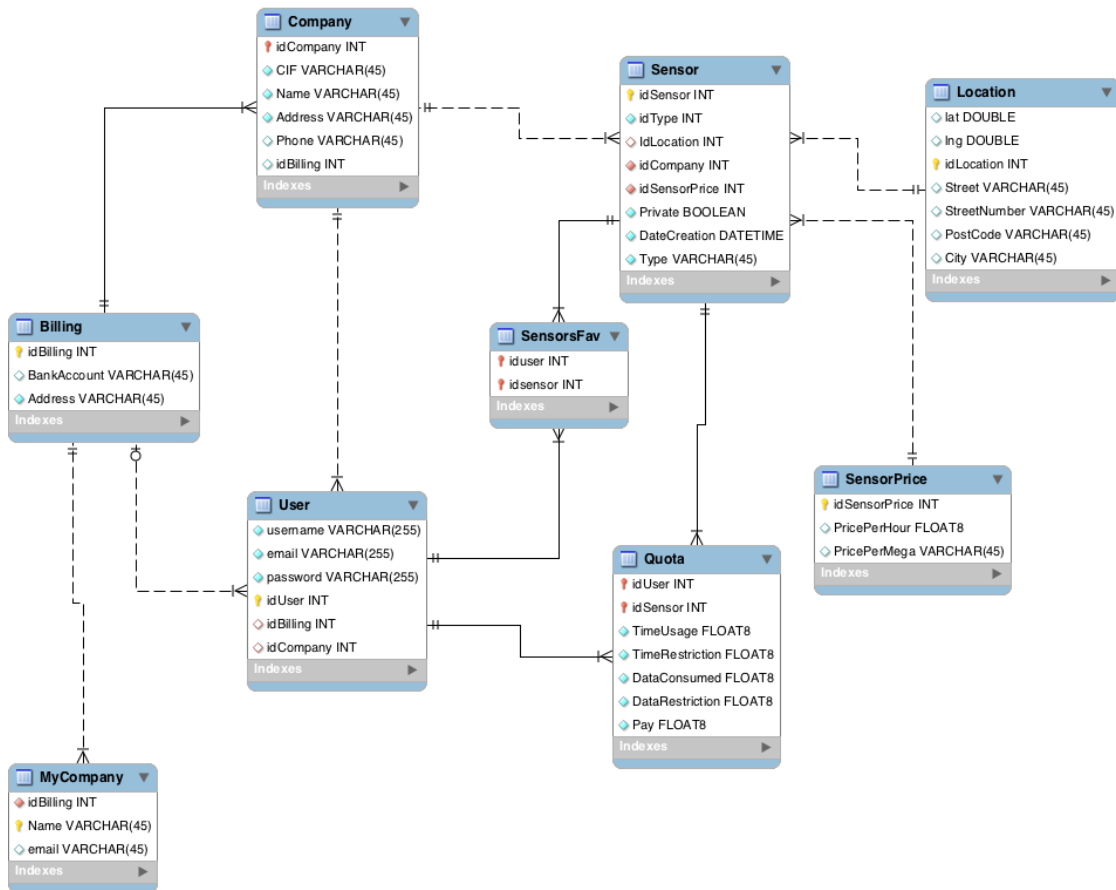 Company
idCompany INT
CIF VARCHAR(45)
Name VARCHAR(45)
Address VARCHAR(45)
Phone VARCHAR(45)
idBilling INT
Indexes
Sensor
idSensor INT
idType INT
IdLocation INT
idCompany INT
idSensorPrice INT
Private BOOLEAN
DateCreation DATETIME
Type VARCHAR(45)
Indexes
Location
lat DOUBLE
lng DOUBLE
idLocation INT
Street VARCHAR(45)
StreetNumber VARCHAR(45)
PostCode VARCHAR(45)
City VARCHAR(45)
Indexes
Billing
idBilling INT
BankAccount VARCHAR(45)
Address VARCHAR(45)
Indexes
SensorsFav
iduser INT
idsensor INT
Indexes
User
username VARCHAR(255)
email VARCHAR(255)
password VARCHAR(255)
idUser INT
idBilling INT
idCompany INT
Indexes
SensorPrice
idSensorPrice INT
PricePerHour FLOAT8
PricePerMega VARCHAR(45)
Indexes
Quota
idUser INT
idSensor INT
TimeUsage FLOAT8
TimeRestriction FLOAT8
DataConsumed FLOAT8
DataRestriction FLOAT8
Pay FLOAT8
Indexes
MyCompany
idBilling INT
Name VARCHAR(45)
email VARCHAR(45)
Indexes